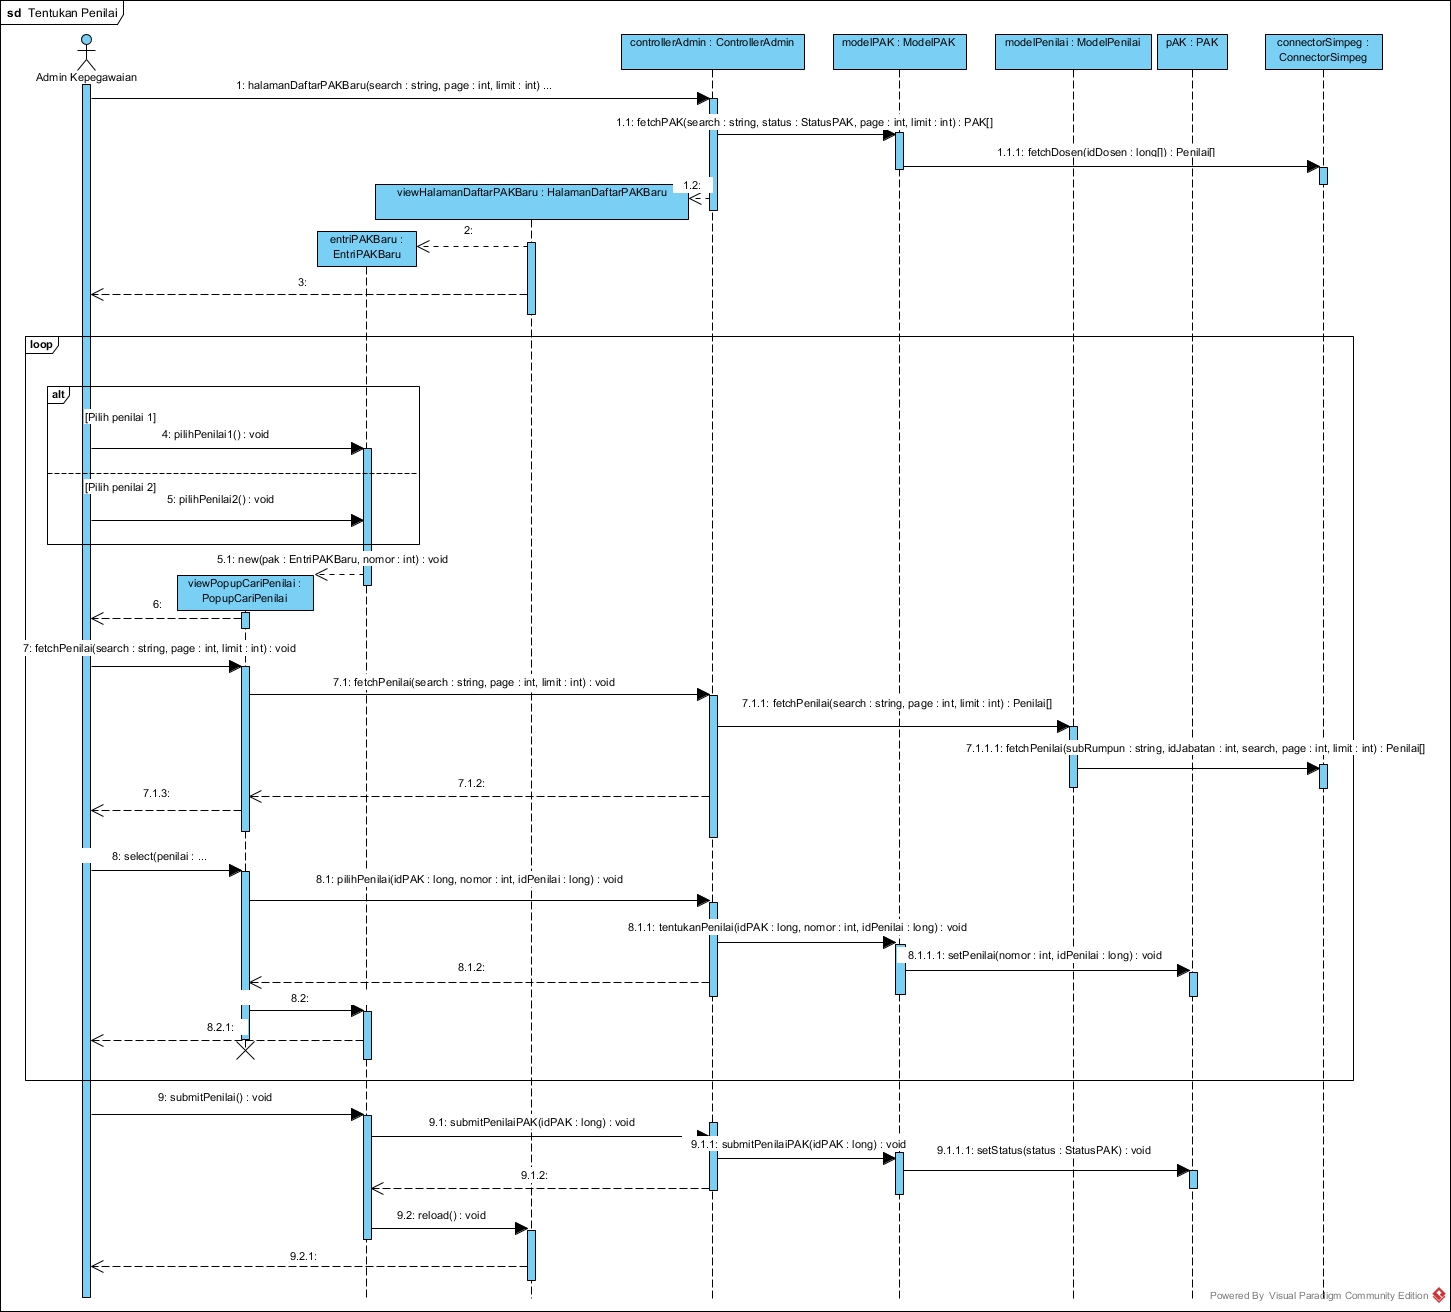 sd Tentukan Penilai
Admin Kepegawaian
controllerAdmin : ControllerAdmin
modelPAK : ModelPAK
modelPenilai : ModelPenilai
pAK : PAK
connectorSimpeg :
ConnectorSimpeg
1: halamanDaftarPAKBaru(search : string, page : int, limit : int) ...
1.1: fetchPAK(search : string, status : StatusPAK, page : int, limit : int) : PAK[]
1.1.1: fetchDosen(idDosen : long[]) : Penilai[]
1.2:
viewHalamanDaftarPAKBaru : HalamanDaftarPAKBaru
2:
entriPAKBaru :
EntriPAKBaru
3:
loop
alt
[Pilih penilai 1]
4: pilihPenilai1() : void
[Pilih penilai 2]
5: pilihPenilai2() : void
5.1: new(pak : EntriPAKBaru, nomor : int) : void
viewPopupCariPenilai :
PopupCariPenilai
6:
7: fetchPenilai(search : string, page : int, limit : int) : void
7.1: fetchPenilai(search : string, page : int, limit : int) : void
7.1.1: fetchPenilai(search : string, page : int, limit : int) : Penilai[]
7.1.1.1: fetchPenilai(subRumpun : string, idJabatan : int, search, page : int, limit : int) : Penilai[]
7.1.2:
7.1.3:
8: select(penilai : ...
8.1: pilihPenilai(idPAK : long, nomor : int, idPenilai : long) : void
8.1.1: tentukanPenilai(idPAK : long, nomor : int, idPenilai : long) : void
8.1.1.1: setPenilai(nomor : int, idPenilai : long) : void
8.1.2:
8.2:
8.2.1:
9: submitPenilai() : void
9.1: submitPenilaiPAK(idPAK : long) : void
9.1.1: submitPenilaiPAK(idPAK : long) : void
9.1.1.1: setStatus(status : StatusPAK) : void
9.1.2:
9.2: reload() : void
9.2.1:
Powered By Visual Paradigm Community Edition